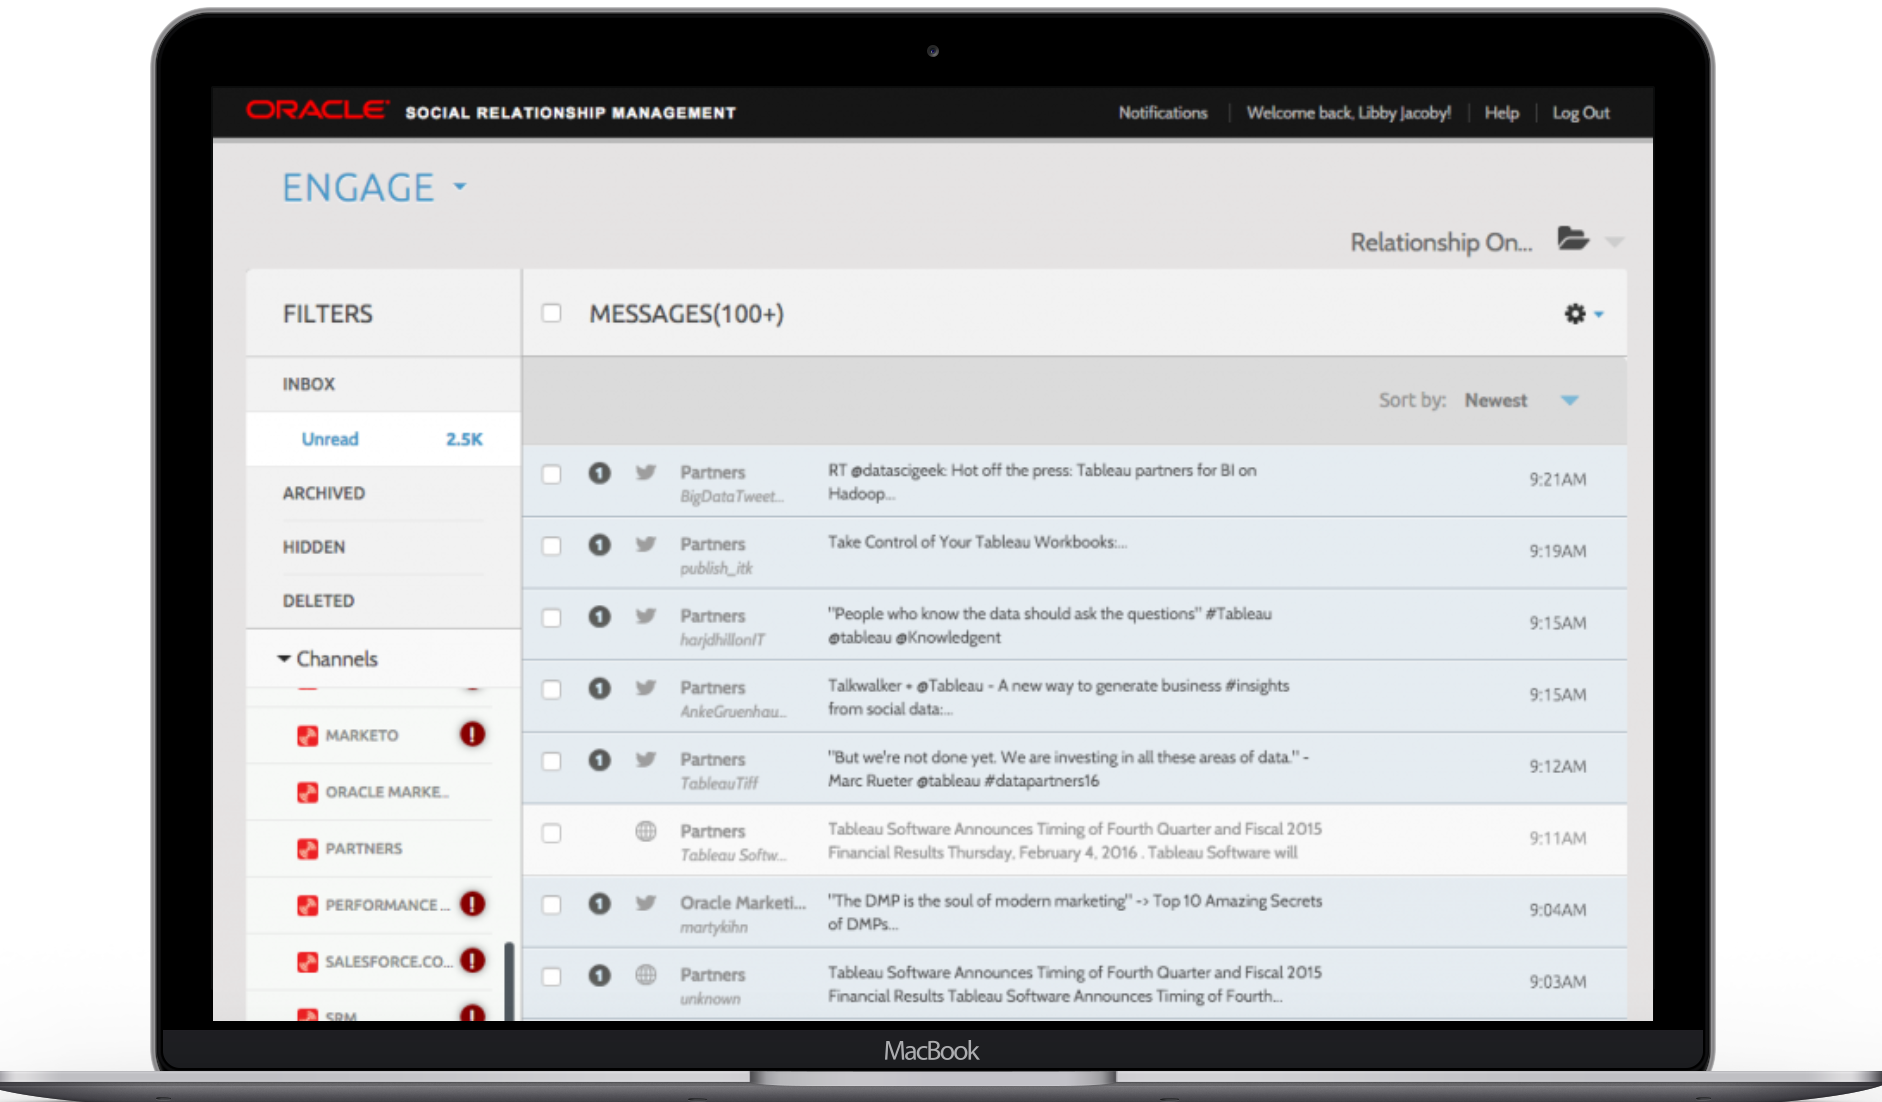 ORACLE SOCIAL RELATIONSHIP MANAGEMENT
Notifications
Welcome back, Libby Jacoby!
Help
Log Out
ENGAGE
Relationship On...
FILTERS
INBOX
Unread 2.5K
ARCHIVED
HIDDEN
DELETED
Channels
MARKETO
ORACLE MARKE...
PARTNERS
PERFORMANCE ...
SALESFORCE.CO...
SRM
MESSAGES(100+)
Sort by: Newest
1 Partners
BigDataTweet...
RT @datascigeek: Hot off the press: Tableau partners for BI on
Hadoop...
9:21AM
1 Partners
publish_itk
Take Control of Your Tableau Workbooks:...
9:19AM
1 Partners
harjdhillonIT
"People who know the data should ask the questions" #Tableau
@tableau @Knowledgent
9:15AM
1 Partners
AnkeGruenhau...
Talkwalker + @Tableau - A new way to generate business #insights
from social data:...
9:15AM
1 Partners
TableauTiff
"But we're not done yet. We are investing in all these areas of data." -
Marc Rueter @tableau #datapartners16
9:12AM
Partners
Tableau Softw...
Tableau Software Announces Timing of Fourth Quarter and Fiscal 2015
Financial Results Thursday, February 4, 2016 . Tableau Software will
9:11AM
1 Oracle Marketi...
martykihn
"The DMP is the soul of modern marketing" -> Top 10 Amazing Secrets
of DMPs...
9:04AM
1 Partners
unknown
Tableau Software Announces Timing of Fourth Quarter and Fiscal 2015
Financial Results Tableau Software Announces Timing of Fourth...
9:03AM
MacBook